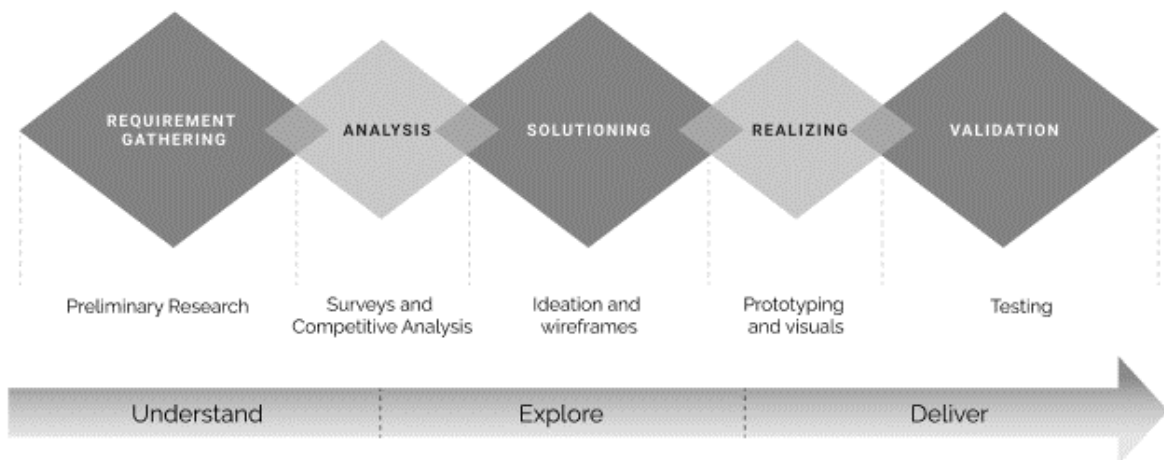 REQUIREMENT
GATHERING
ANALYSIS
SOLUTIONING
REALIZING
VALIDATION
Preliminary Research
Surveys and
Competitive Analysis
Ideation and
wireframes
Prototyping
and visuals
Testing
Understand
Explore
Deliver